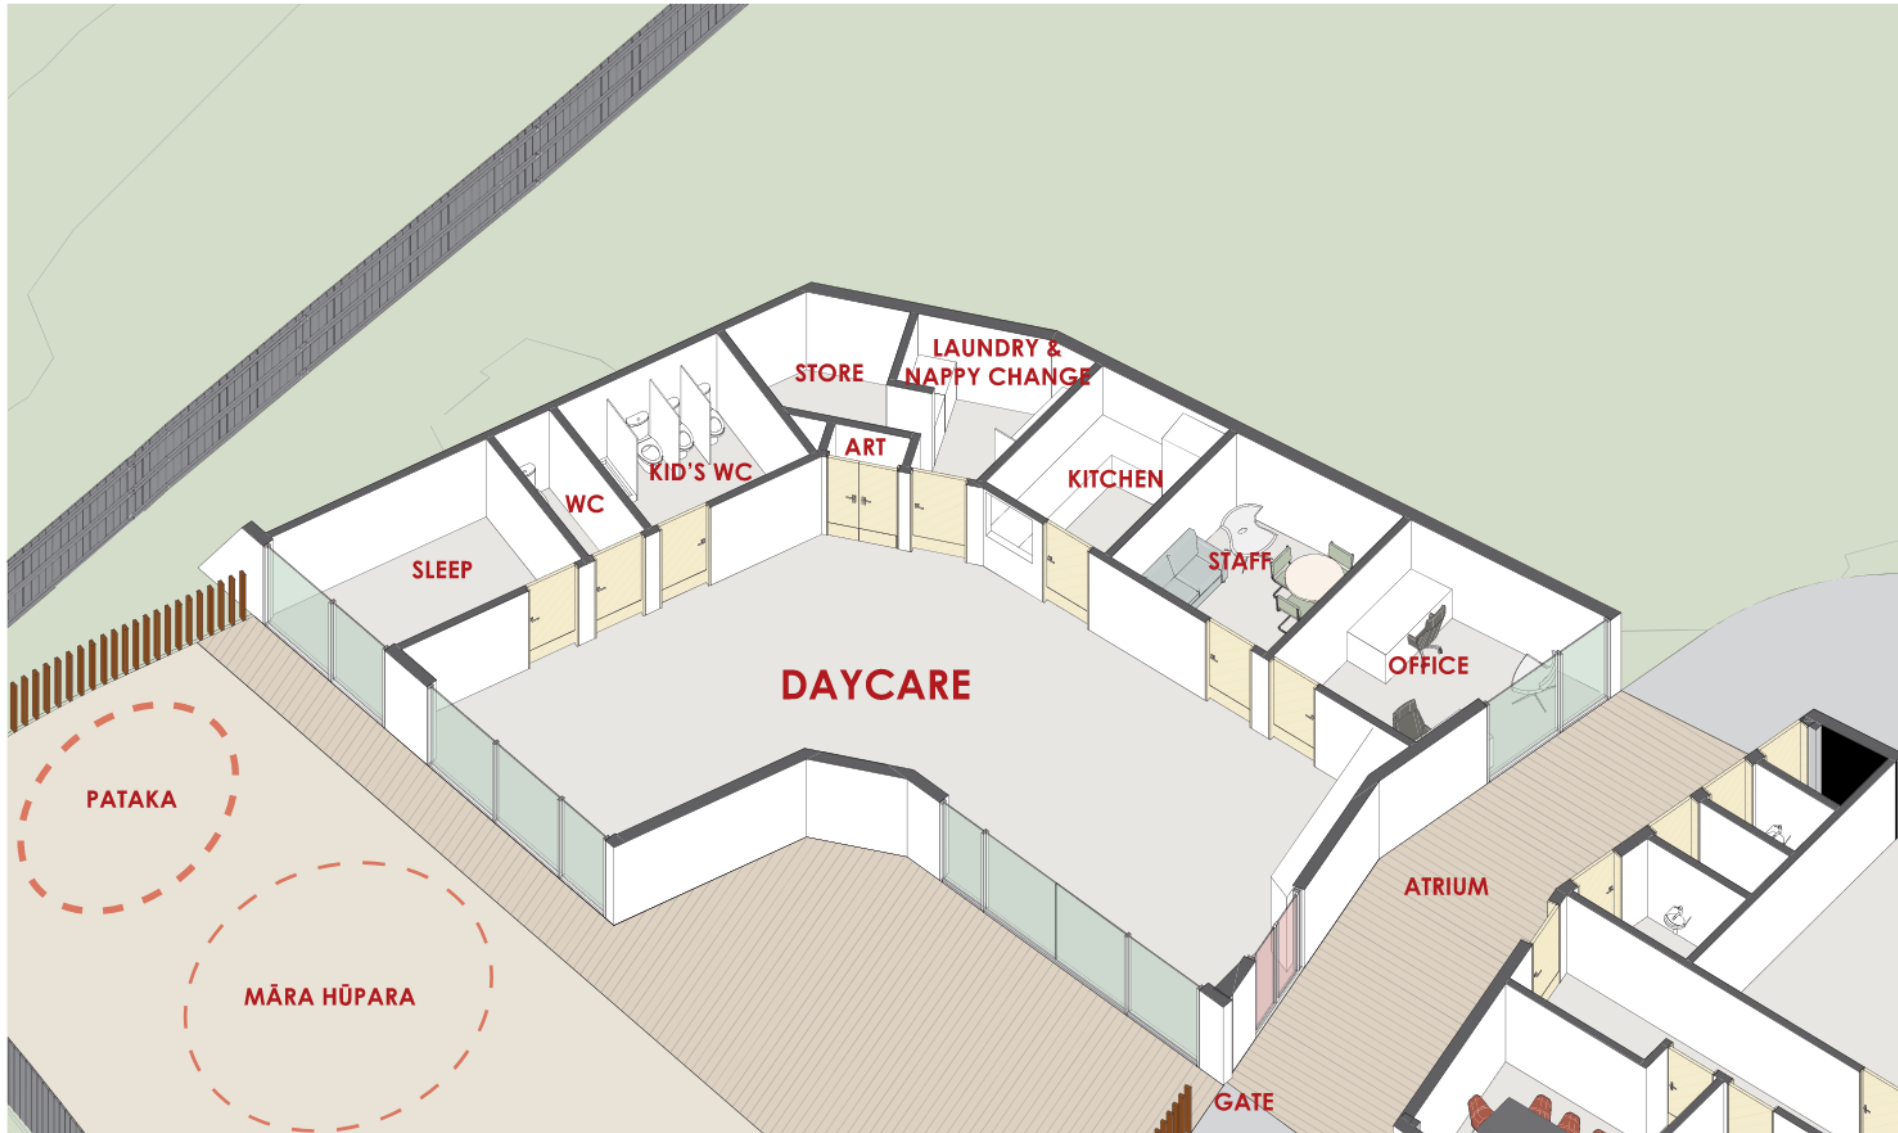 LAUNDRY &
NAPPY CHANGE
STORE
ART
KID'S WC
KITCHEN
WC
STAFF
SLEEP
OFFICE
DAYCARE
PATAKA
ATRIUM
MĀRA HŪPARA
GATE